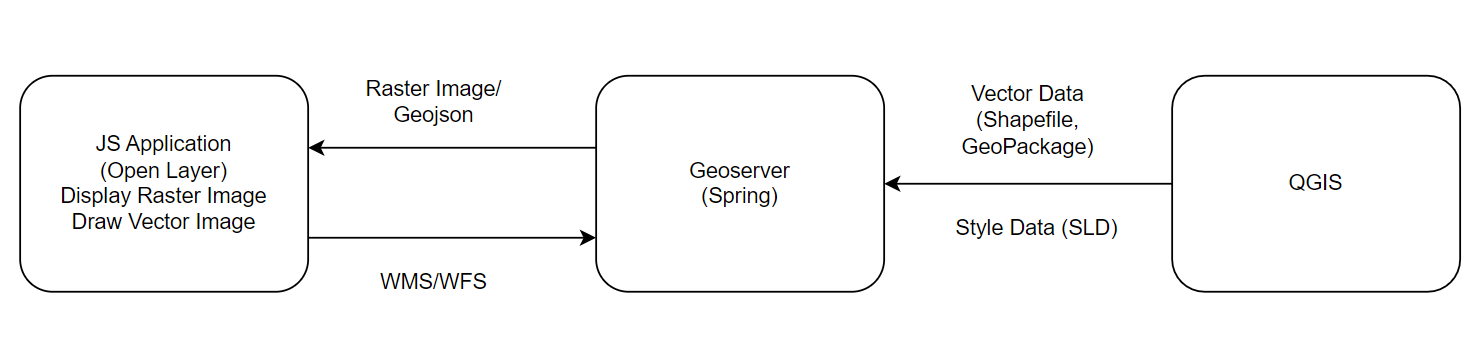 JS Application
(Open Layer)
Display Raster Image
Draw Vector Image
Raster Image/
Geojson
WMS/WFS
Geoserver
(Spring)
Vector Data
(Shapefile,
GeoPackage)
Style Data (SLD)
QGIS